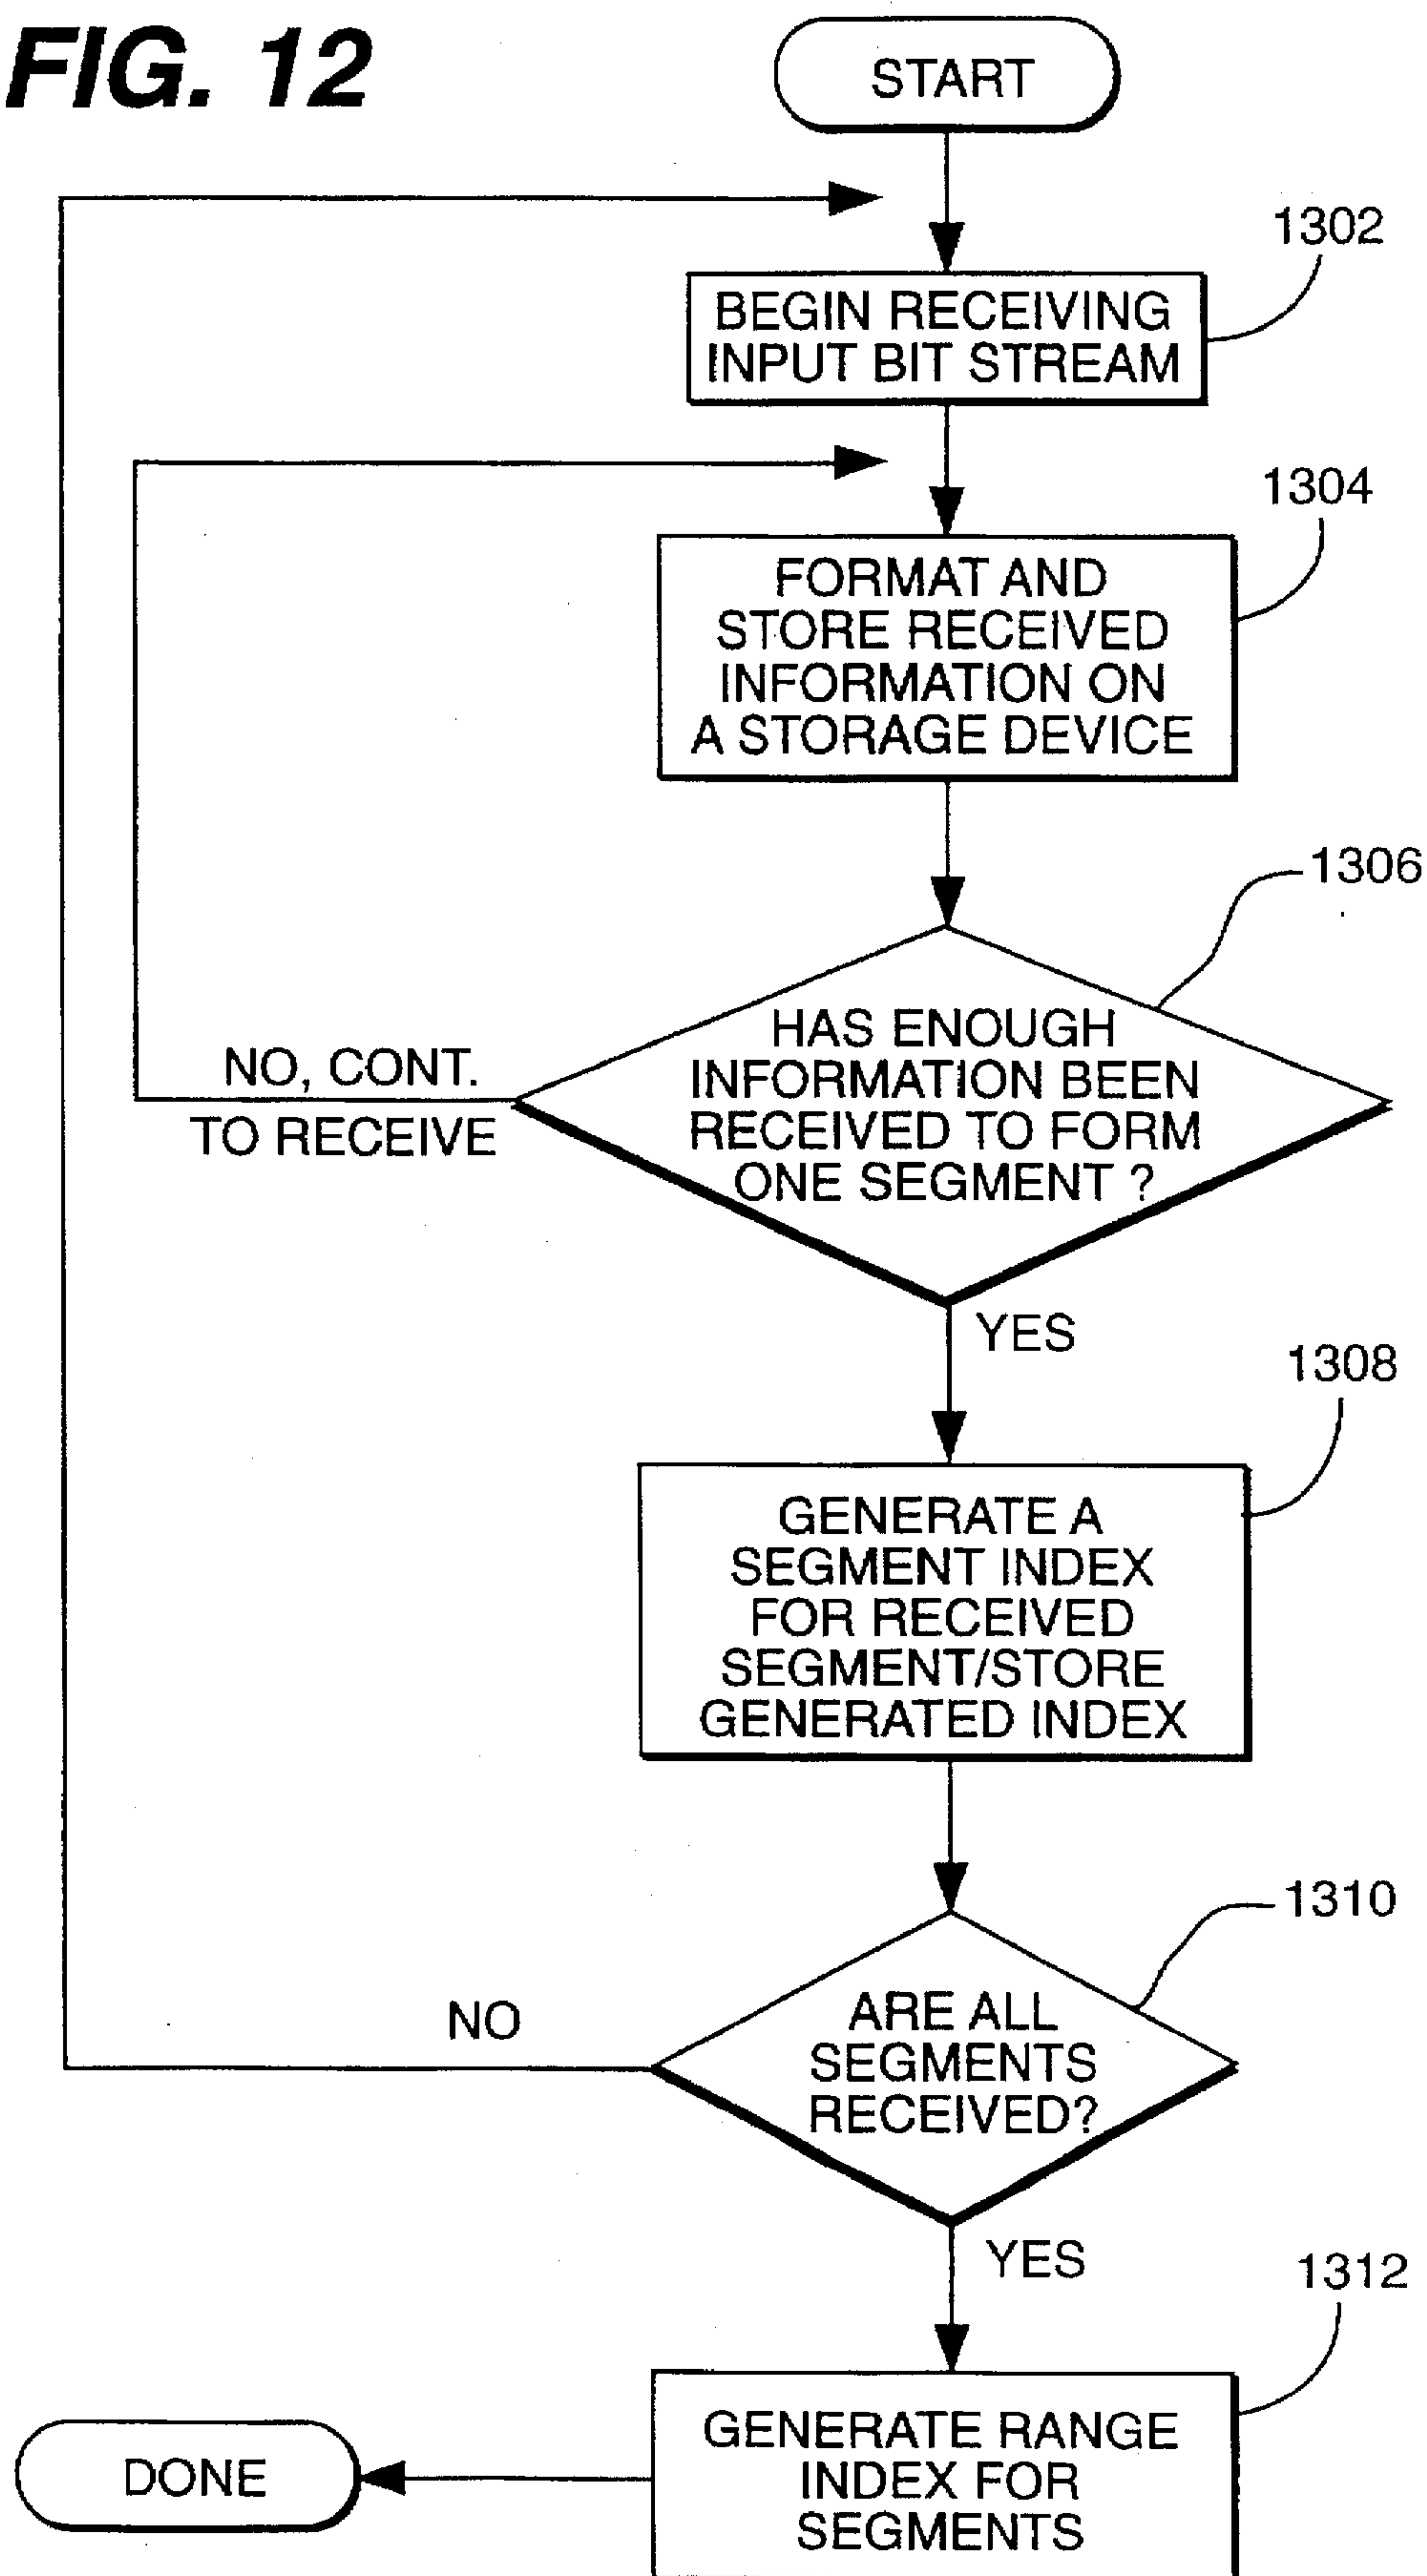 FIG. 12
START
1302
BEGIN RECEIVING
INPUT BIT STREAM
1304
FORMAT AND
STORE RECEIVED
INFORMATION ON
A STORAGE DEVICE
1306
HAS ENOUGH
INFORMATION BEEN
RECEIVED TO FORM
ONE SEGMENT ?
NO, CONT.
TO RECEIVE
YES
1308
GENERATE A
SEGMENT INDEX
FOR RECEIVED
SEGMENT/STORE
GENERATED INDEX
1310
ARE ALL
SEGMENTS
RECEIVED?
NO
YES
1312
GENERATE RANGE
INDEX FOR
SEGMENTS
DONE